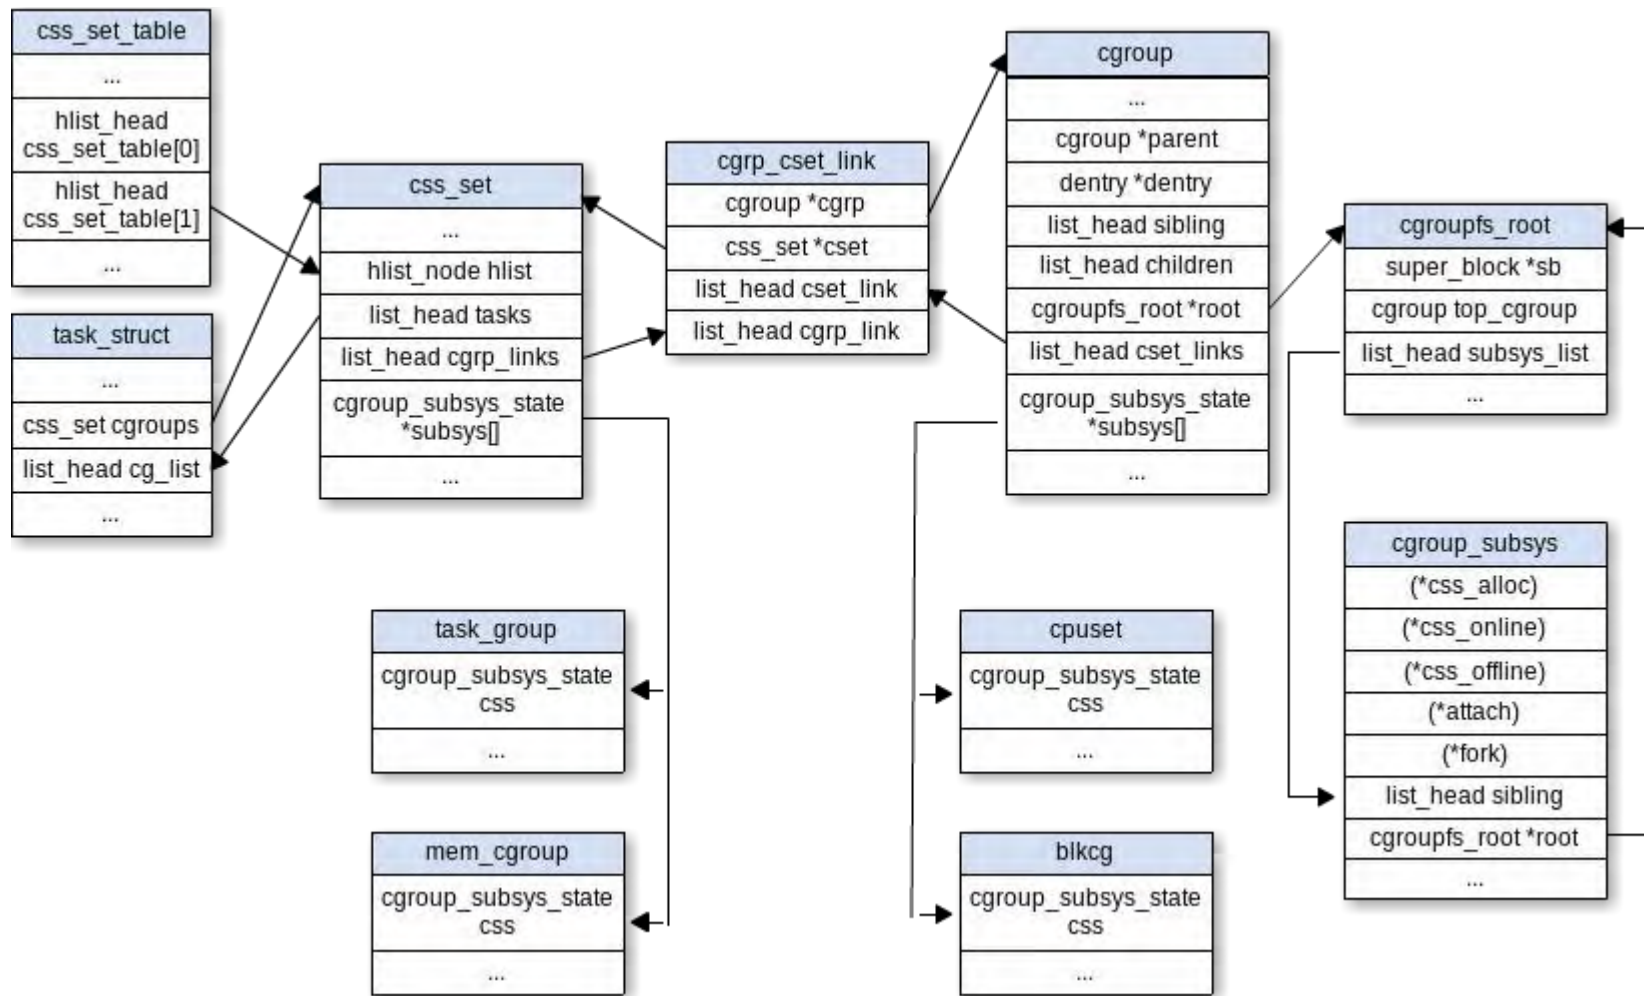 css_set_table
...
hlist_head
css_set_table[0]
hlist_head
css_set_table[1]
...
task_struct
...
css_set cgroups
list_head cg_list
...
css_set
...
hlist_node hlist
list_head tasks
list_head cgrp_links
cgroup_subsys_state
*subsys[]
...
cgrp_cset_link
cgroup *cgrp
css_set *cset
list_head cset_link
list_head cgrp_link
cgroup
...
cgroup *parent
dentry *dentry
list_head sibling
list_head children
cgroupfs_root *root
list_head cset_links
cgroup_subsys_state
*subsys[]
...
cgroupfs_root
super_block *sb
cgroup top_cgroup
list_head subsys_list
...
task_group
cgroup_subsys_state
css
...
mem_cgroup
cgroup_subsys_state
css
...
cpuset
cgroup_subsys_state
css
...
blkcg
cgroup_subsys_state
css
...
cgroup_subsys
(*css_alloc)
(*css_online)
(*css_offline)
(*attach)
(*fork)
list_head sibling
cgroupfs_root *root
...